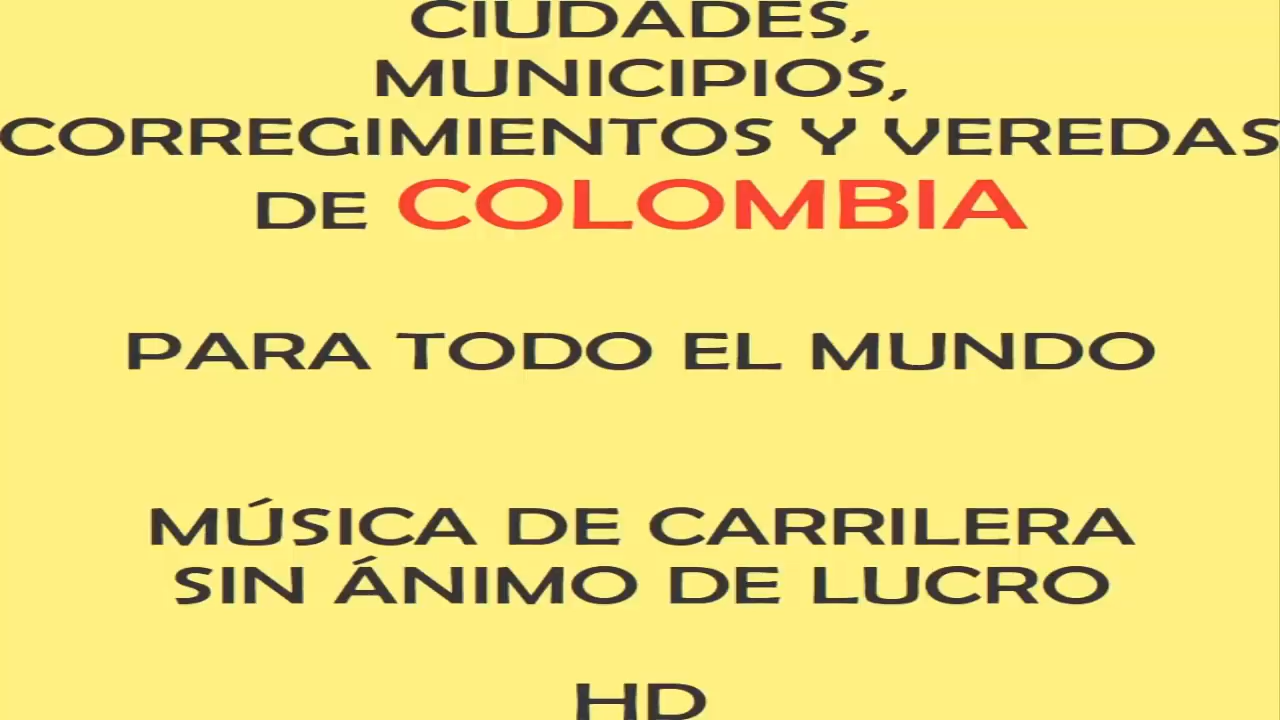 CIUDADES,
MUNICIPIOS,
CORREGIMIENTOS Y VEREDAS
DE COLOMBIA
PARA TODO EL MUNDO
MÚSICA DE CARRILERA
SIN ÁNIMO DE LUCRO
HD